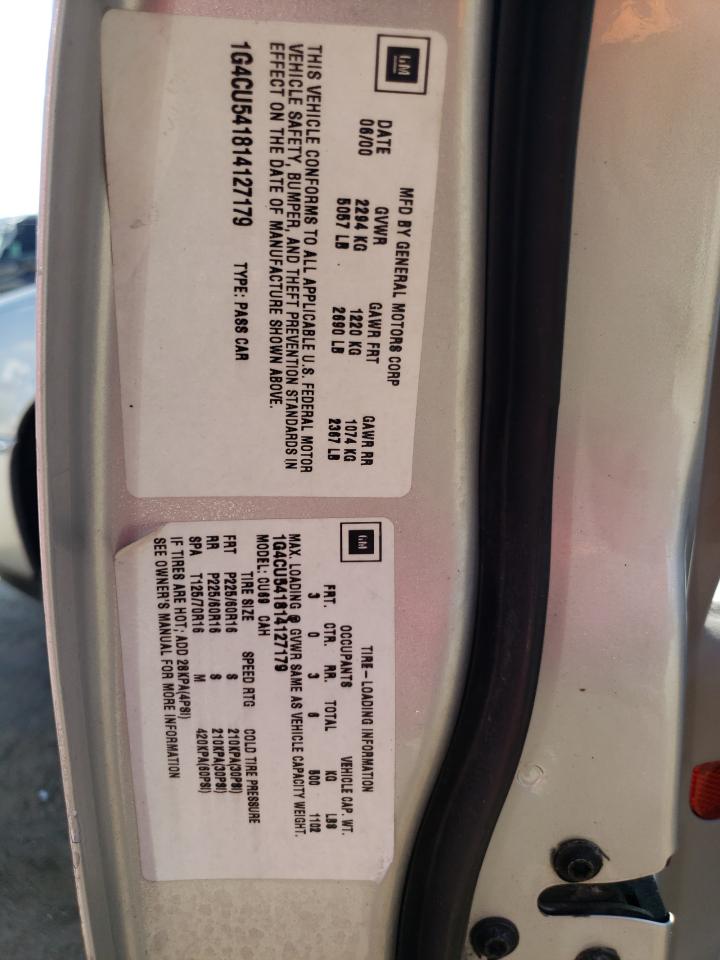 GM
MFD BY GENERAL MOTORS CORP
DATE GVWR GAWR FRT GAWR RR
06/00 2294 KG 1220 KG 1074 KG
5057 LB 2690 LB 2367 LB
THIS VEHICLE CONFORMS TO ALL APPLICABLE U.S. FEDERAL MOTOR
VEHICLE SAFETY, BUMPER, AND THEFT PREVENTION STANDARDS IN
EFFECT ON THE DATE OF MANUFACTURE SHOWN ABOVE.
1G4CU541814127179 TYPE: PASS CAR
GM
TIRE-LOADING INFORMATION
OCCUPANTS VEHICLE CAP. WT.
FRT. CTR. RR. TOTAL KG LBS
3 0 3 6 500 1102
MAX. LOADING @ GVWR SAME AS VEHICLE CAPACITY WEIGHT.
1G4CU541814127179
MODEL: CU69 CAH
TIRE SIZE SPEED RTG COLD TIRE PRESSURE
FRT P225/60R16 S 210KPA(30PSI)
RR P225/60R16 S 210KPA(30PSI)
SPA T125/70R16 M 420KPA(60PSI)
IF TIRES ARE HOT; ADD 28KPA(4PSI)
SEE OWNER'S MANUAL FOR MORE INFORMATION